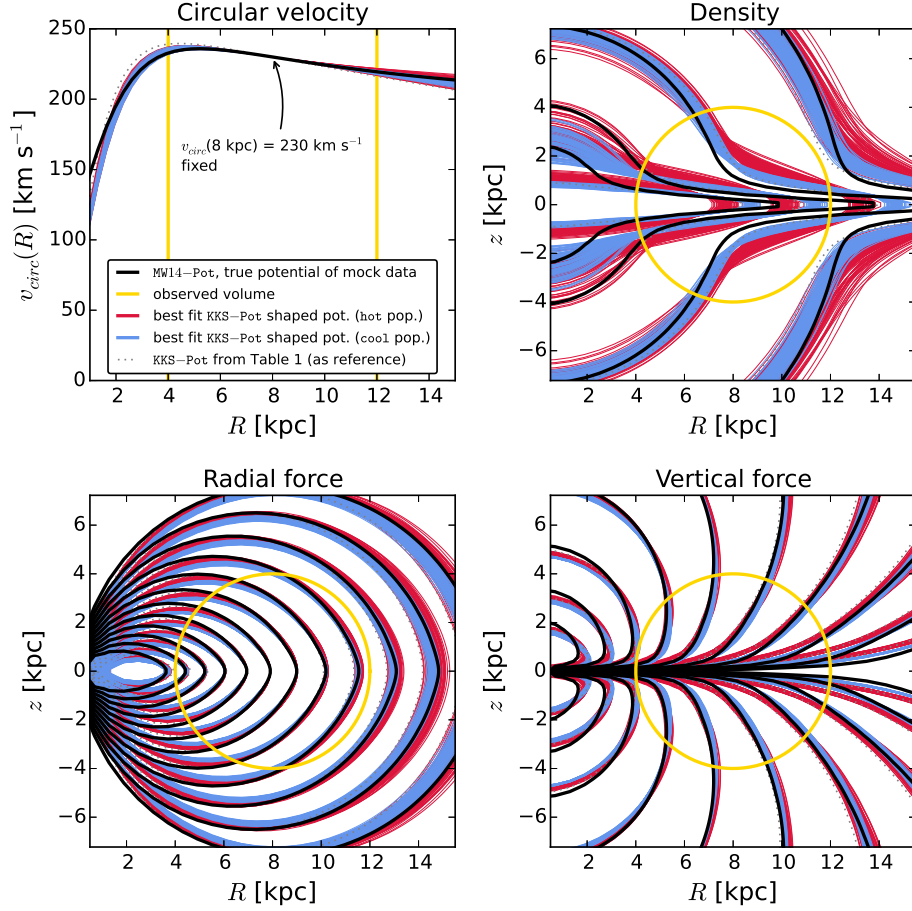 Circular velocity
250
200
150
100
50
0
v_circ(R) [km s⁻¹]
v_circ(8 kpc) = 230 km s⁻¹
fixed
MW14-Pot, true potential of mock data
observed volume
best fit KKS-Pot shaped pot. (hot pop.)
best fit KKS-Pot shaped pot. (cool pop.)
KKS-Pot from Table 1 (as reference)
2 4 6 8 10 12 14
R [kpc]
Density
6
4
2
0
−2
−4
−6
z [kpc]
2 4 6 8 10 12 14
R [kpc]
Radial force
6
4
2
0
−2
−4
−6
z [kpc]
2 4 6 8 10 12 14
R [kpc]
Vertical force
6
4
2
0
−2
−4
−6
z [kpc]
2 4 6 8 10 12 14
R [kpc]